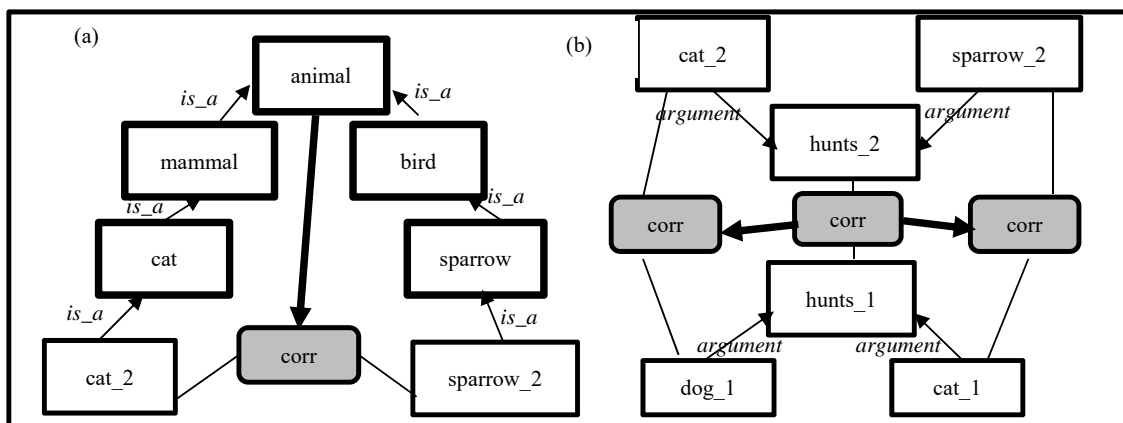 (a)
animal
is_a
is_a
mammal
bird
is_a
is_a
cat
sparrow
is_a
is_a
corr
cat_2
sparrow_2
(b)
cat_2
sparrow_2
argument
argument
hunts_2
corr
corr
corr
hunts_1
argument
argument
dog_1
cat_1